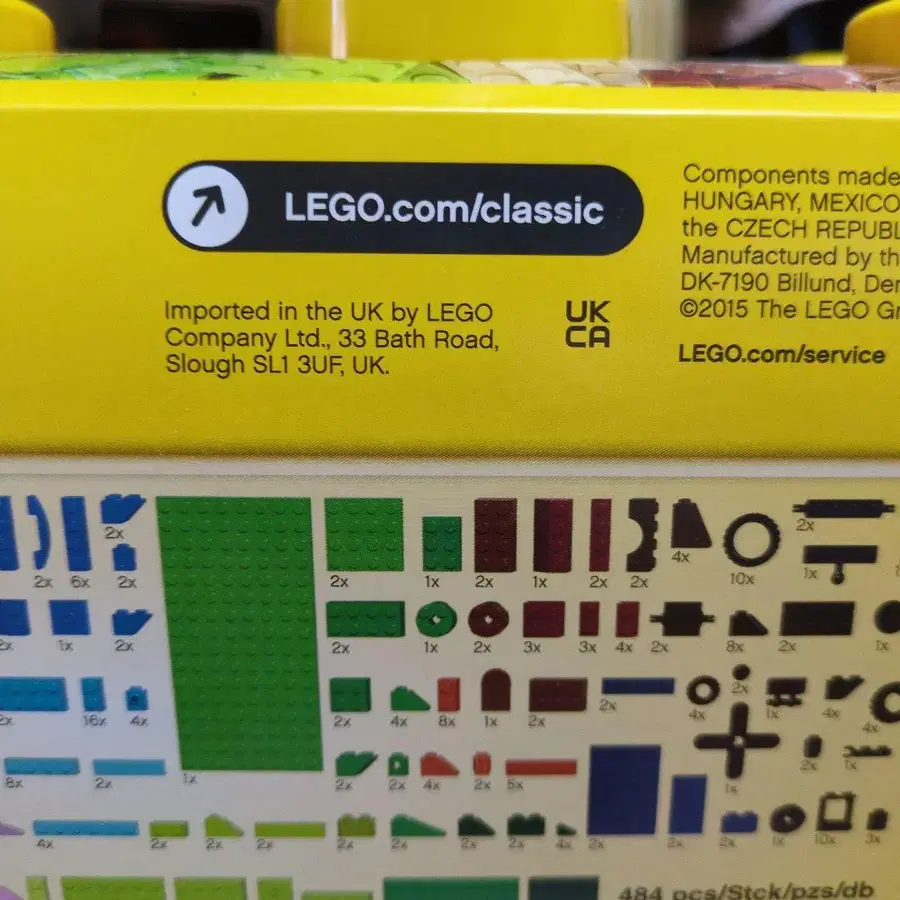 LEGO.com/classic
Imported in the UK by LEGO
Company Ltd., 33 Bath Road,
Slough SL1 3UF, UK.
UK
CA
Components made
HUNGARY, MEXICO
the CZECH
Manufactured by
DK-7190 Billund,
©2015 The LEGO
LEGO.com/service
2x
2x 6x 2x
2x 1x 2x 1x 2x 2x 4x 10x 2x 1x
1x 2x
2x 1x 2x 3x 3x 4x 2x 8x 2x 1x
16x 4x
2x 4x 8x 1x 2x 2x 4x 2x 1x 4x 4x
8x 2x 1x
2x 2x 4x 2x 5x 1x 2x 1x
4x 2x 2x 2x 2x 2x 2x 2x 4x 2x 2x 2x 1x 10x 3x
484 pcs/Stck/pzs/db